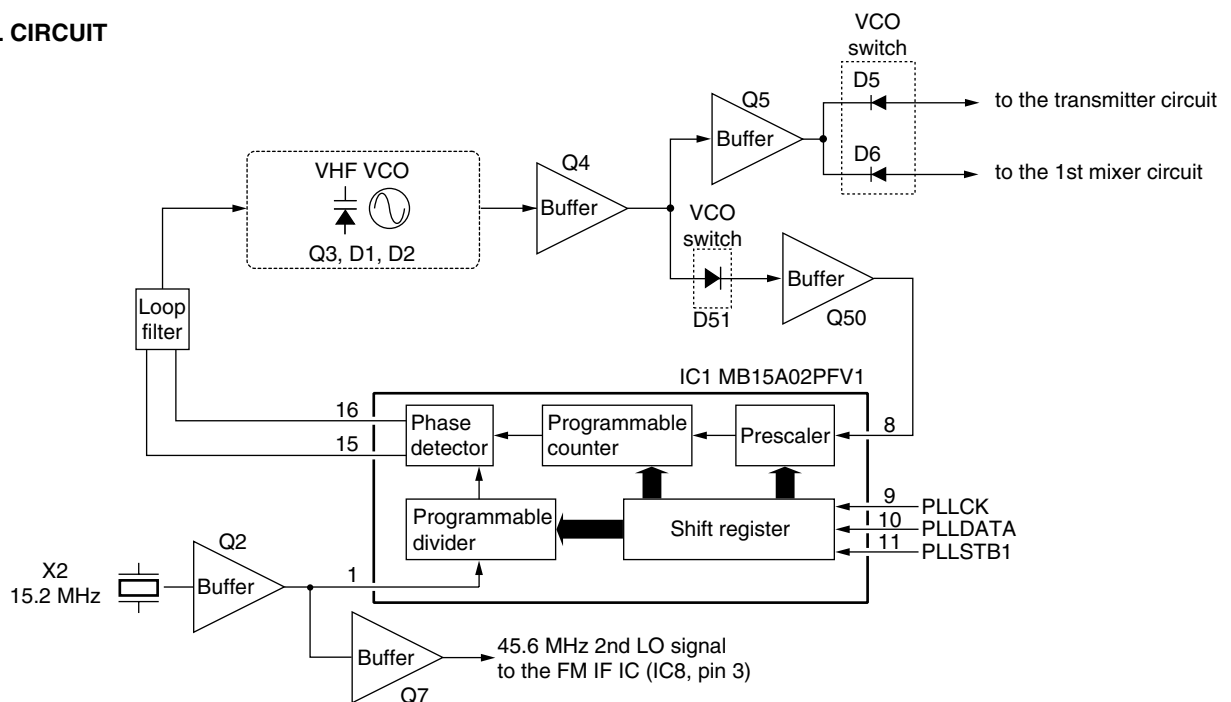 L CIRCUIT
VCO
switch
D5
D6
to the transmitter circuit
to the 1st mixer circuit
Q5
Buffer
VHF VCO
Q3, D1, D2
Q4
Buffer
VCO
switch
D51
Buffer
Q50
Loop
filter
IC1 MB15A02PFV1
16
15
Phase
detector
Programmable
counter
Prescaler
8
Programmable
divider
Shift register
9
PLLCK
10
PLLDATA
11
PLLSTB1
X2
15.2 MHz
Q2
Buffer
1
Buffer
Q7
45.6 MHz 2nd LO signal
to the FM IF IC (IC8, pin 3)